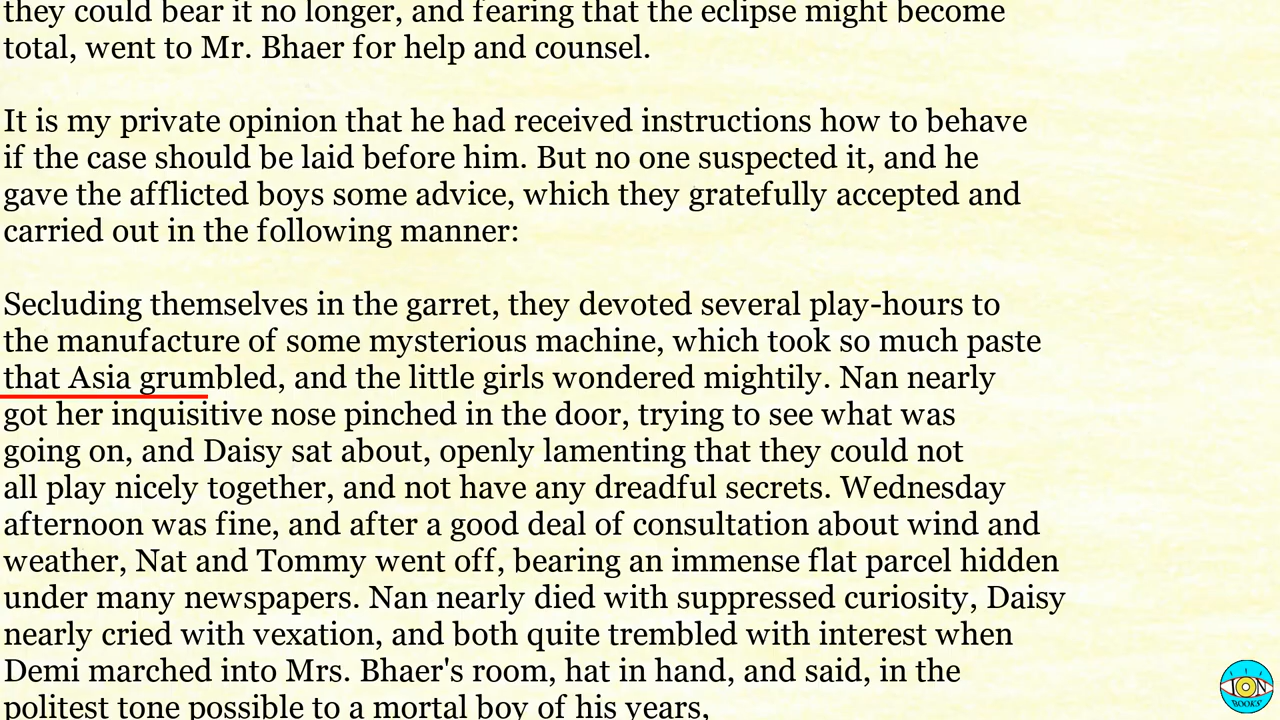 they could bear it no longer, and fearing that the eclipse might become
total, went to Mr. Bhaer for help and counsel.
It is my private opinion that he had received instructions how to behave
if the case should be laid before him. But no one suspected it, and he
gave the afflicted boys some advice, which they gratefully accepted and
carried out in the following manner:
Secluding themselves in the garret, they devoted several play-hours to
the manufacture of some mysterious machine, which took so much paste
that Asia grumbled, and the little girls wondered mightily. Nan nearly
got her inquisitive nose pinched in the door, trying to see what was
going on, and Daisy sat about, openly lamenting that they could not
all play nicely together, and not have any dreadful secrets. Wednesday
afternoon was fine, and after a good deal of consultation about wind and
weather, Nat and Tommy went off, bearing an immense flat parcel hidden
under many newspapers. Nan nearly died with suppressed curiosity, Daisy
nearly cried with vexation, and both quite trembled with interest when
Demi marched into Mrs. Bhaer's room, hat in hand, and said, in the
politest tone possible to a mortal boy of his years,
ION
BOOKS